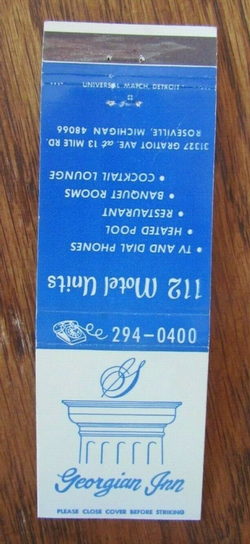 Georgian Inn
PLEASE CLOSE COVER BEFORE STRIKING
294-0400
112 Motel Units
• TV AND DIAL PHONES
• HEATED POOL
• RESTAURANT
• BANQUET ROOMS
• COCKTAIL LOUNGE
31327 GRATIOT AVE. at 13 MILE RD.
ROSEVILLE, MICHIGAN 48066
UNIVERSAL MATCH, DETROIT